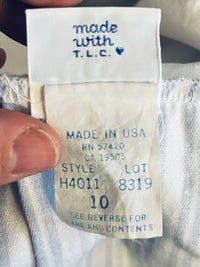 made
with
T.L.C.
MADE IN USA
RN 57420
CA 19505
STYLE LOT
H4011 8319
10
SEE REVERSE FOR
CARE AND CONTENTS